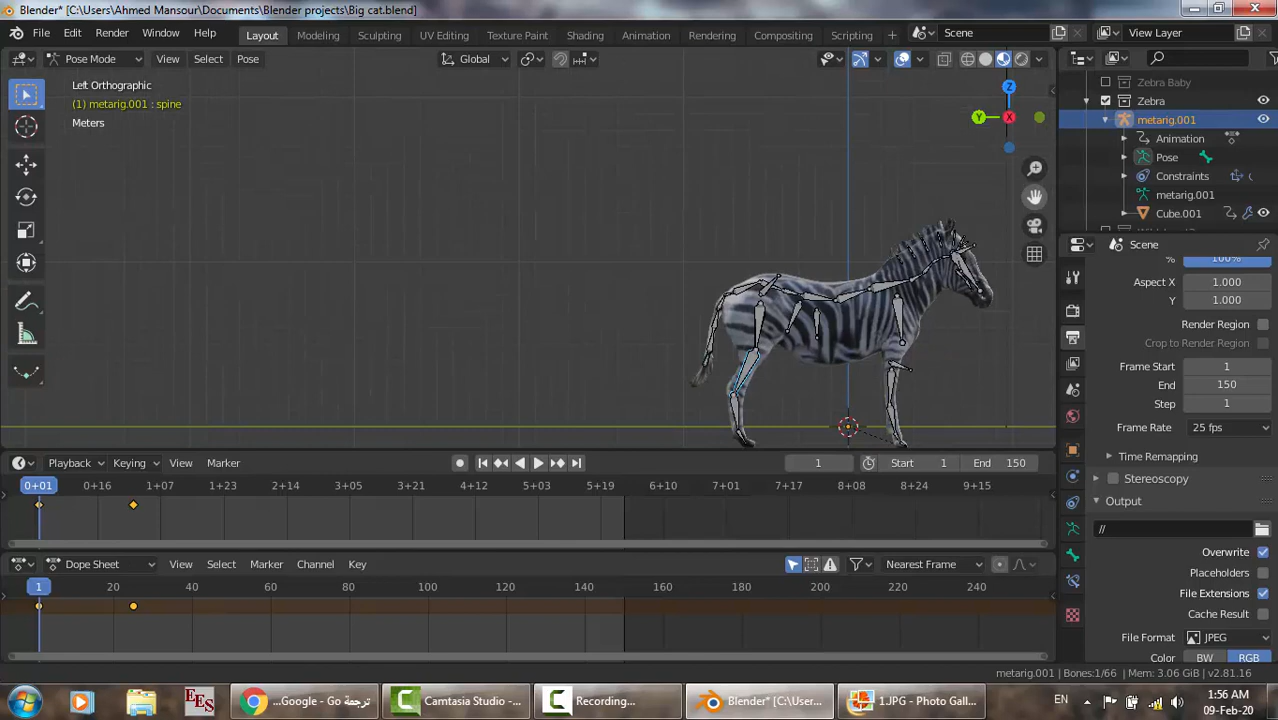 Blender* [C:\Users\Ahmed Mansour\Documents\Blender projects\Big cat.blend]
File Edit Render Window Help Layout Modeling Sculpting UV Editing Texture Paint Shading Animation Rendering Compositing Scripting Scene View Layer
Pose Mode View Select Pose Global
Left Orthographic
(1) metarig.001 : spine
Meters
Z
Y
X
Zebra Baby
Zebra
metarig.001
Animation
Pose
Constraints
metarig.001
Cube.001
Scene
% 100%
Aspect X 1.000
Y 1.000
Render Region
Crop to Render Region
Frame Start 1
End 150
Step 1
Frame Rate 25 fps
Time Remapping
Stereoscopy
Output
//
Overwrite
Placeholders
File Extensions
Cache Result
File Format JPEG
Color BW RGB
Playback Keying View Marker 1 Start 1 End 150
0+01 0+16 1+07 1+23 2+14 3+05 3+21 4+12 5+03 5+19 6+10 7+01 7+17 8+08 8+24 9+15
Dope Sheet View Select Marker Channel Key Nearest Frame
1 20 40 60 80 100 120 140 160 180 200 220 240
metarig.001 | Bones:1/66 | Mem: 3.06 GiB | v2.81.16
EES
ترجمة Google - Go...
Camtasia Studio - ...
Recording...
Blender* [C:\User...
1.JPG - Photo Gall...
EN
1:56 AM
09-Feb-20